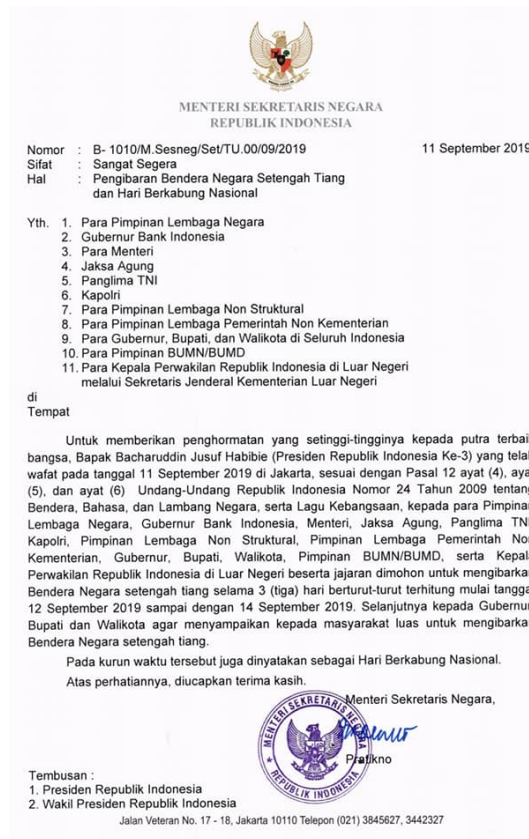 MENTERI SEKRETARIS NEGARA
REPUBLIK INDONESIA
Nomor : B- 1010/M.Sesneg/Set/TU.00/09/2019 11 September 2019
Sifat : Sangat Segera
Hal : Pengibaran Bendera Negara Setengah Tiang
dan Hari Berkabung Nasional
Yth. 1. Para Pimpinan Lembaga Negara
2. Gubernur Bank Indonesia
3. Para Menteri
4. Jaksa Agung
5. Panglima TNI
6. Kapolri
7. Para Pimpinan Lembaga Non Struktural
8. Para Pimpinan Lembaga Pemerintah Non Kementerian
9. Para Gubernur, Bupati, dan Walikota di Seluruh Indonesia
10. Para Pimpinan BUMN/BUMD
11. Para Kepala Perwakilan Republik Indonesia di Luar Negeri
melalui Sekretaris Jenderal Kementerian Luar Negeri
di
Tempat
Untuk memberikan penghormatan yang setinggi-tingginya kepada putra terbai
bangsa, Bapak Bacharuddin Jusuf Habibie (Presiden Republik Indonesia Ke-3) yang tela
wafat pada tanggal 11 September 2019 di Jakarta, sesuai dengan Pasal 12 ayat (4), aya
(5), dan ayat (6) Undang-Undang Republik Indonesia Nomor 24 Tahun 2009 tentang
Bendera, Bahasa, dan Lambang Negara, serta Lagu Kebangsaan, kepada para Pimpinan
Lembaga Negara, Gubernur Bank Indonesia, Menteri, Jaksa Agung, Panglima TNI
Kapolri, Pimpinan Lembaga Non Struktural, Pimpinan Lembaga Pemerintah Non
Kementerian, Gubernur, Bupati, Walikota, Pimpinan BUMN/BUMD, serta Kepala
Perwakilan Republik Indonesia di Luar Negeri beserta jajaran dimohon untuk mengibarkan
Bendera Negara setengah tiang selama 3 (tiga) hari berturut-turut terhitung mulai tangga
12 September 2019 sampai dengan 14 September 2019. Selanjutnya kepada Gubernur
Bupati dan Walikota agar menyampaikan kepada masyarakat luas untuk mengibarkan
Bendera Negara setengah tiang.
Pada kurun waktu tersebut juga dinyatakan sebagai Hari Berkabung Nasional.
Atas perhatiannya, diucapkan terima kasih.
Menteri Sekretaris Negara,
MENTERI SEKRETARIS NEGARA
REPUBLIK INDONESIA
Pratikno
Tembusan :
1. Presiden Republik Indonesia
2. Wakil Presiden Republik Indonesia
Jalan Veteran No. 17 - 18, Jakarta 10110 Telepon (021) 3845627, 3442327